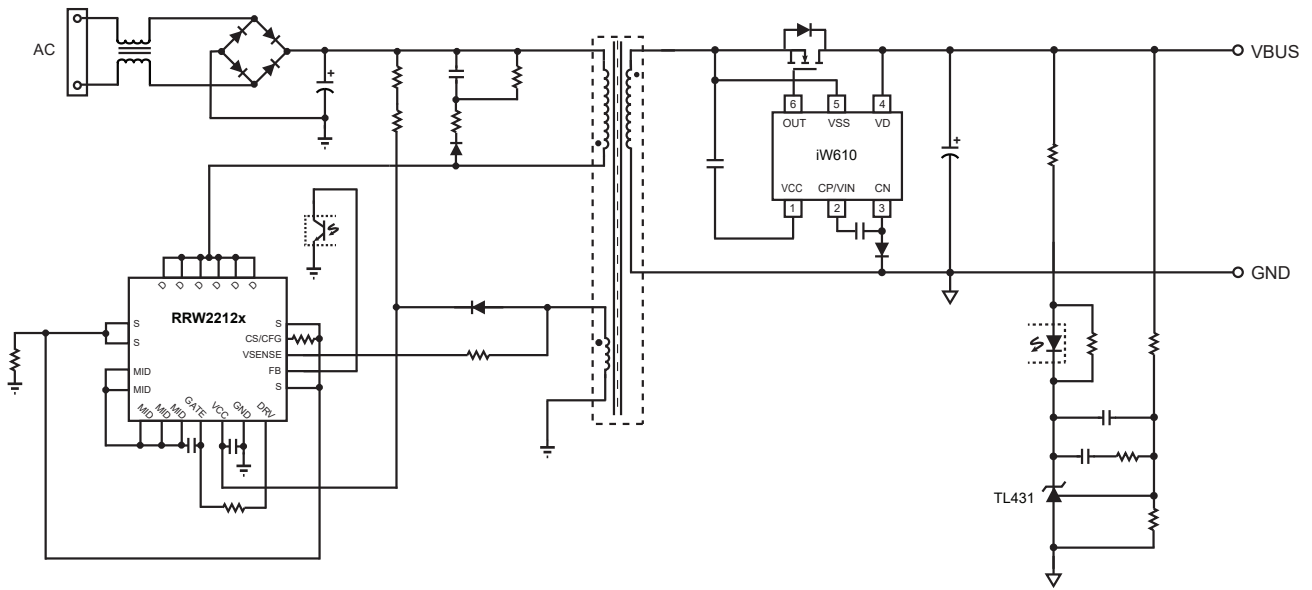 AC
VBUS
6 5 4
OUT VSS VD
iW610
VCC CP/VIN CN
1 2 3
GND
D D D D D D
RRW2212x
S
S
MID
MID
S
CS/CFG
VSENSE
FB
S
MID MID MID GATE VCC GND DRV
TL431